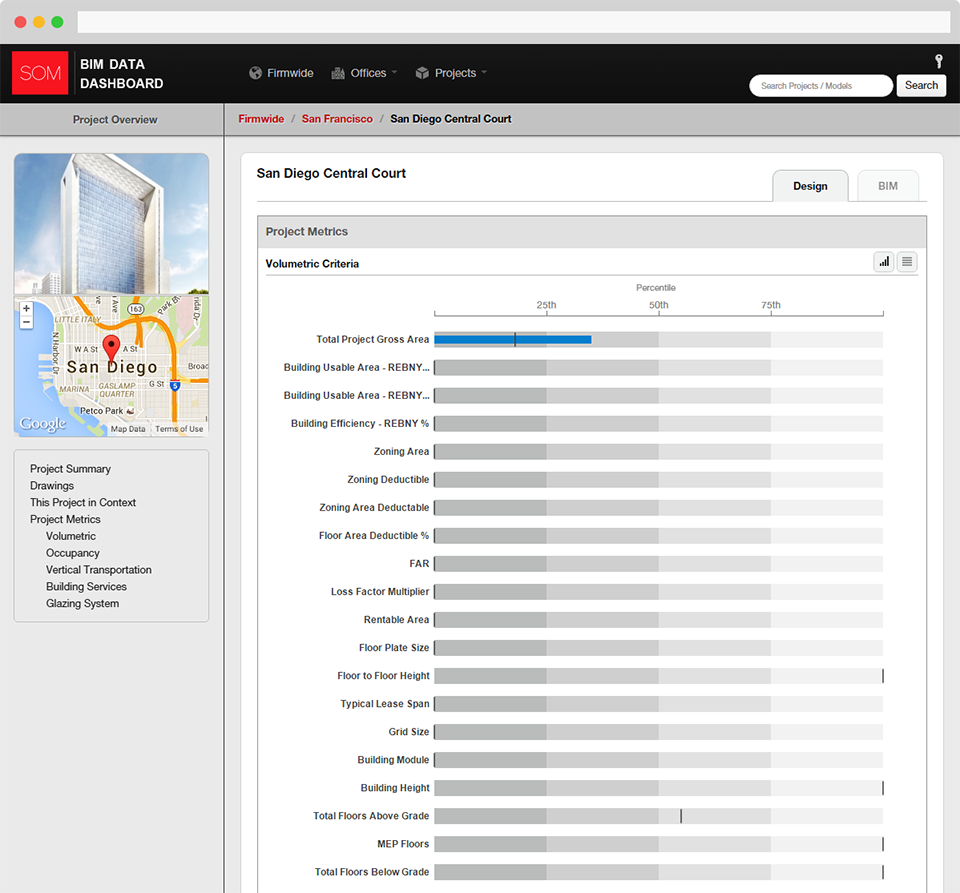 SOM
BIM DATA
DASHBOARD
Firmwide
Offices
Projects
Search Projects / Models
Search
Project Overview
Firmwide / San Francisco / San Diego Central Court
San Diego Central Court
Design
BIM
Project Metrics
Volumetric Criteria
Percentile
25th
50th
75th
Total Project Gross Area
Building Usable Area - REBNY...
Building Usable Area - REBNY...
Building Efficiency - REBNY %
Zoning Area
Zoning Deductible
Zoning Area Deductable
Floor Area Deductible %
FAR
Loss Factor Multiplier
Rentable Area
Floor Plate Size
Floor to Floor Height
Typical Lease Span
Grid Size
Building Module
Building Height
Total Floors Above Grade
MEP Floors
Total Floors Below Grade
+
−
163
LITTLE ITALY
Park B
N Harbor Dr
W A St
A St
San Diego
Broad
G St
5
MARINA
GASLAMP
QUARTER
Petco Park
Google
Map Data
Terms of Use
Project Summary
Drawings
This Project in Context
Project Metrics
Volumetric
Occupancy
Vertical Transportation
Building Services
Glazing System